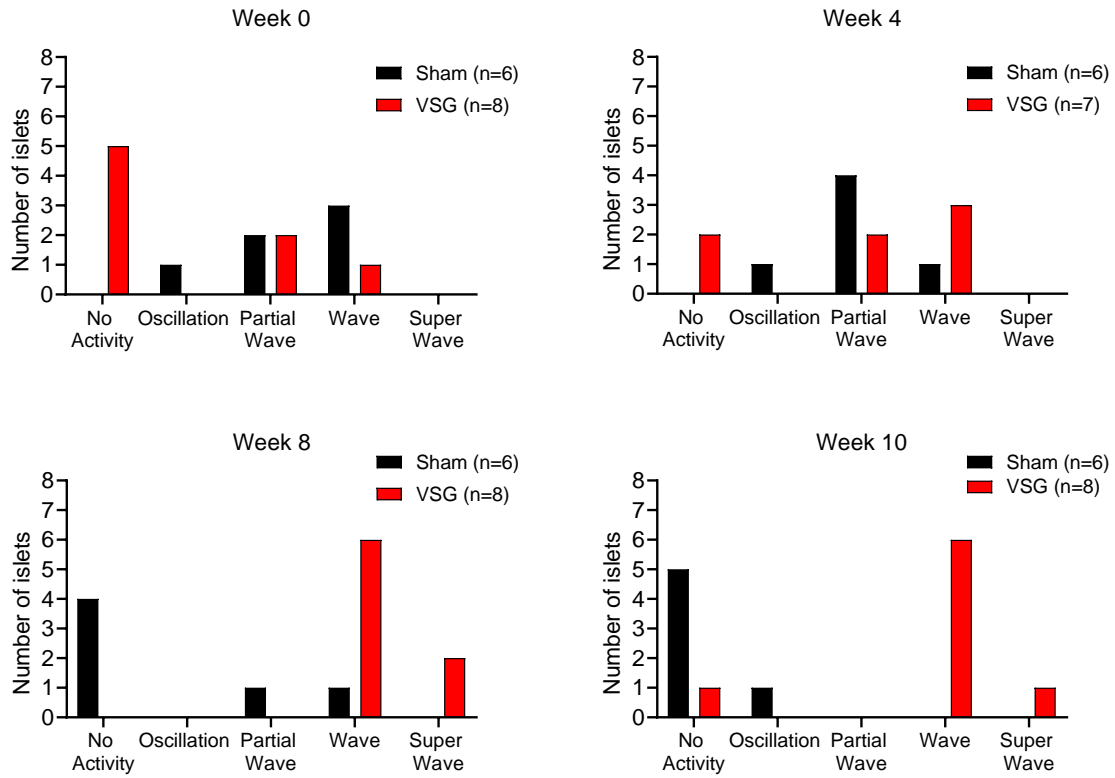 Week 0
Number of islets
8
7
6
5
4
3
2
1
0
Sham (n=6)
VSG (n=8)
No
Activity
Oscillation
Partial
Wave
Wave
Super
Wave
Week 4
Number of islets
8
7
6
5
4
3
2
1
0
Sham (n=6)
VSG (n=7)
No
Activity
Oscillation
Partial
Wave
Wave
Super
Wave
Week 8
Number of islets
8
7
6
5
4
3
2
1
0
Sham (n=6)
VSG (n=8)
No
Activity
Oscillation
Partial
Wave
Wave
Super
Wave
Week 10
Number of islets
8
7
6
5
4
3
2
1
0
Sham (n=6)
VSG (n=8)
No
Activity
Oscillation
Partial
Wave
Wave
Super
Wave